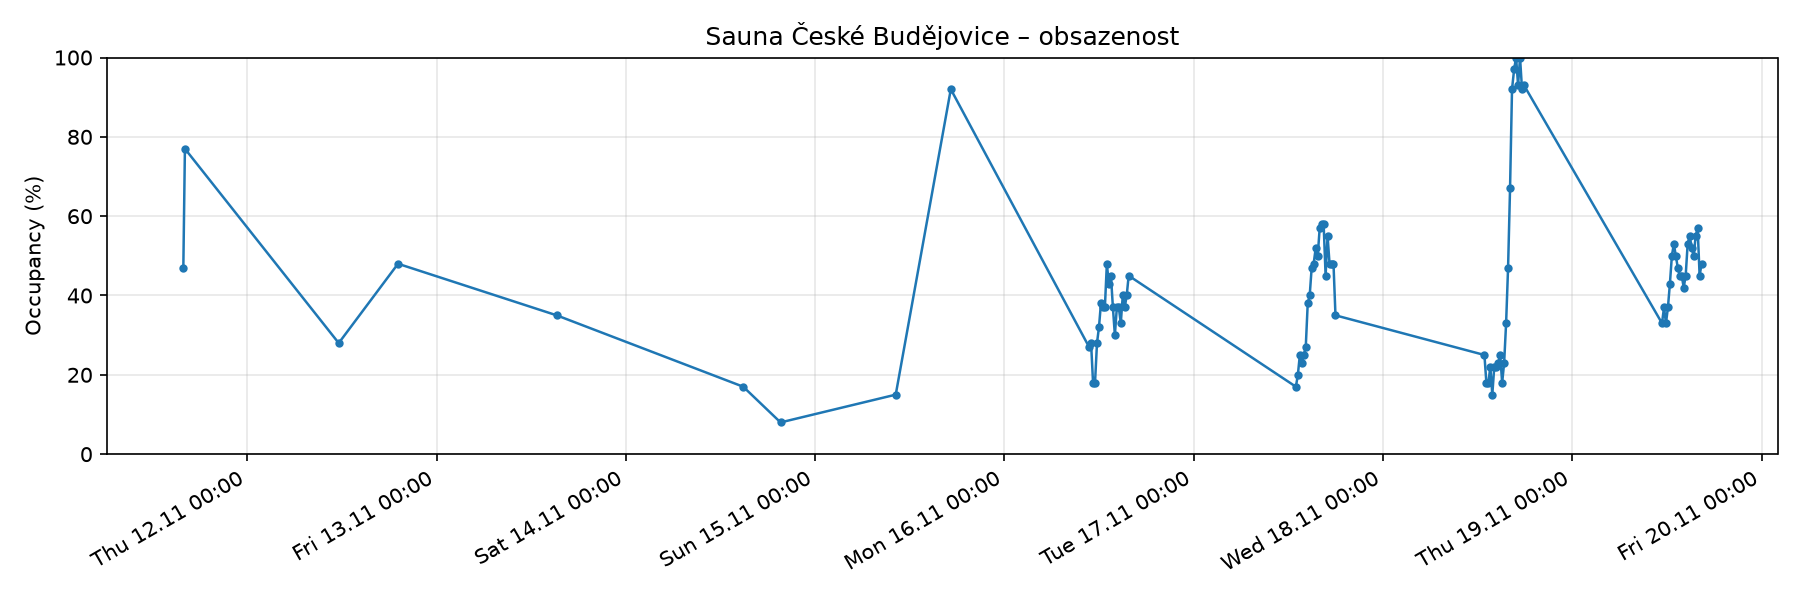 Sauna České Budějovice – obsazenost
Occupancy (%)
100
80
60
40
20
0
Thu 12.11 00:00
Fri 13.11 00:00
Sat 14.11 00:00
Sun 15.11 00:00
Mon 16.11 00:00
Tue 17.11 00:00
Wed 18.11 00:00
Thu 19.11 00:00
Fri 20.11 00:00